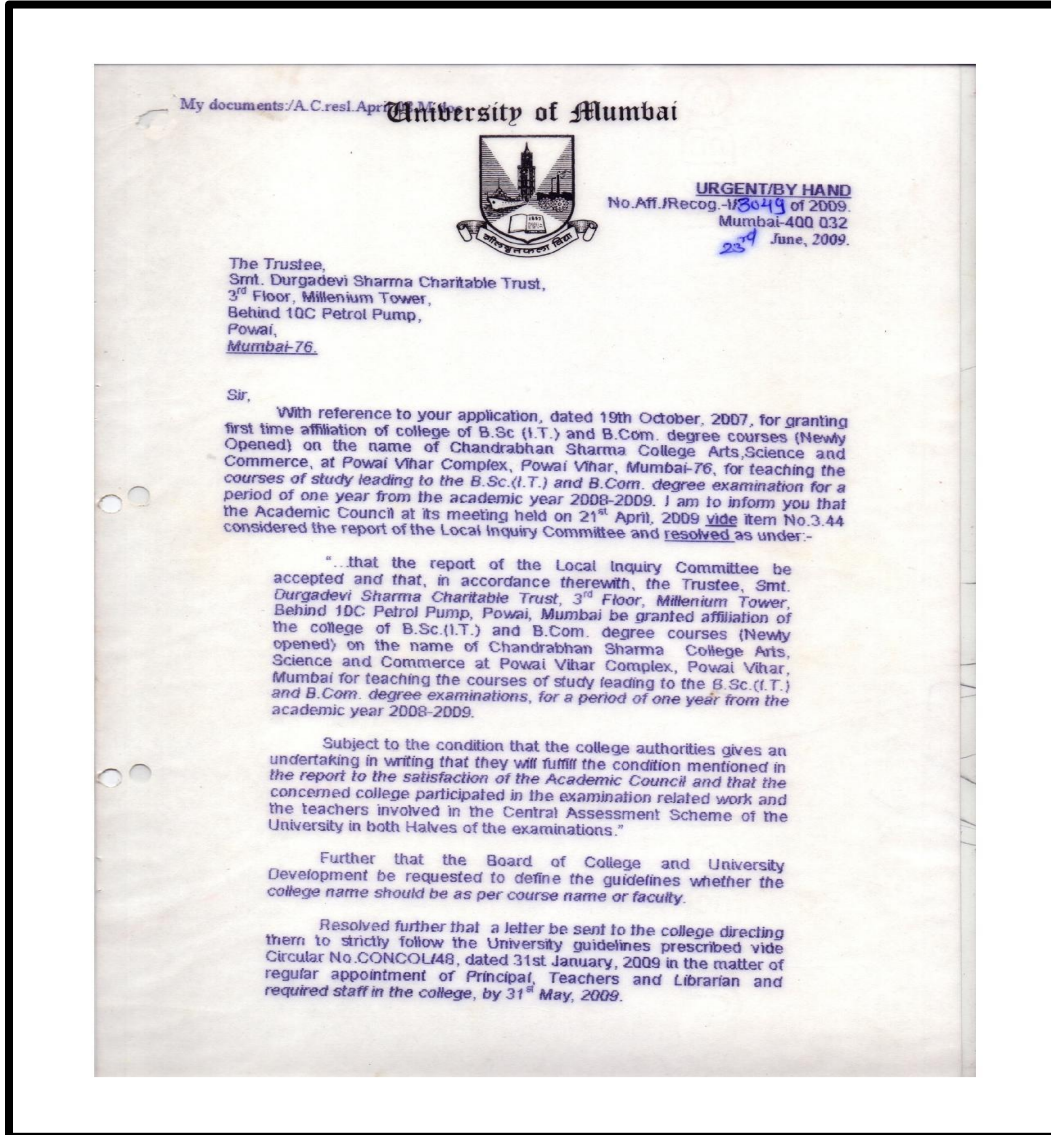 My documents:/A.C.resl.Apri
University of Mumbai
शीलवृतफला विद्या
URGENT/BY HAND
No.Aff./Recog.-I/3049 of 2009.
Mumbai-400 032
23rd June, 2009.
The Trustee,
Smt. Durgadevi Sharma Charitable Trust,
3rd Floor, Millenium Tower,
Behind 10C Petrol Pump,
Powai,
Mumbai-76.
Sir,
With reference to your application, dated 19th October, 2007, for granting
first time affiliation of college of B.Sc (I.T.) and B.Com. degree courses (Newly
Opened) on the name of Chandrabhan Sharma College Arts,Science and
Commerce, at Powai Vihar Complex, Powai Vihar, Mumbai-76, for teaching the
courses of study leading to the B.Sc.(I.T.) and B.Com. degree examination for a
period of one year from the academic year 2008-2009. I am to inform you that
the Academic Council at its meeting held on 21st April, 2009 vide item No.3.44
considered the report of the Local Inquiry Committee and resolved as under:-
"...that the report of the Local Inquiry Committee be
accepted and that, in accordance therewith, the Trustee, Smt.
Durgadevi Sharma Charitable Trust, 3rd Floor, Millenium Tower,
Behind 10C Petrol Pump, Powai, Mumbai be granted affiliation of
the college of B.Sc.(I.T.) and B.Com. degree courses (Newly
opened) on the name of Chandrabhan Sharma College Arts,
Science and Commerce at Powai Vihar Complex, Powai Vihar,
Mumbai for teaching the courses of study leading to the B.Sc.(I.T.)
and B.Com. degree examinations, for a period of one year from the
academic year 2008-2009.
Subject to the condition that the college authorities gives an
undertaking in writing that they will fulfill the condition mentioned in
the report to the satisfaction of the Academic Council and that the
concerned college participated in the examination related work and
the teachers involved in the Central Assessment Scheme of the
University in both Halves of the examinations."
Further that the Board of College and University
Development be requested to define the guidelines whether the
college name should be as per course name or faculty.
Resolved further that a letter be sent to the college directing
them to strictly follow the University guidelines prescribed vide
Circular No.CONCOL/48, dated 31st January, 2009 in the matter of
regular appointment of Principal, Teachers and Librarian and
required staff in the college, by 31st May, 2009.